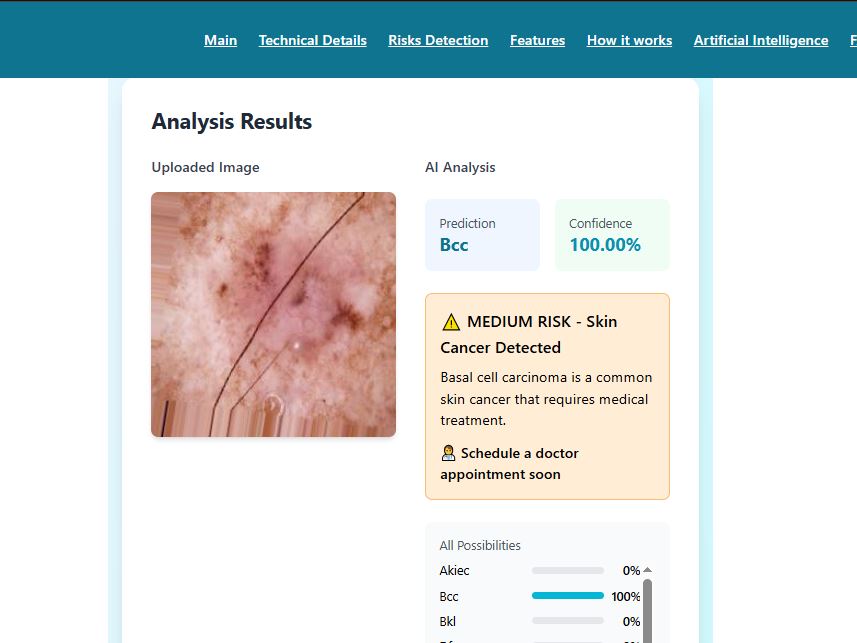 Main Technical Details Risks Detection Features How it works Artificial Intelligence
Analysis Results
Uploaded Image
AI Analysis
Prediction
Bcc
Confidence
100.00%
⚠️ MEDIUM RISK - Skin
Cancer Detected
Basal cell carcinoma is a common
skin cancer that requires medical
treatment.
Schedule a doctor
appointment soon
All Possibilities
Akiec 0%
Bcc 100%
Bkl 0%